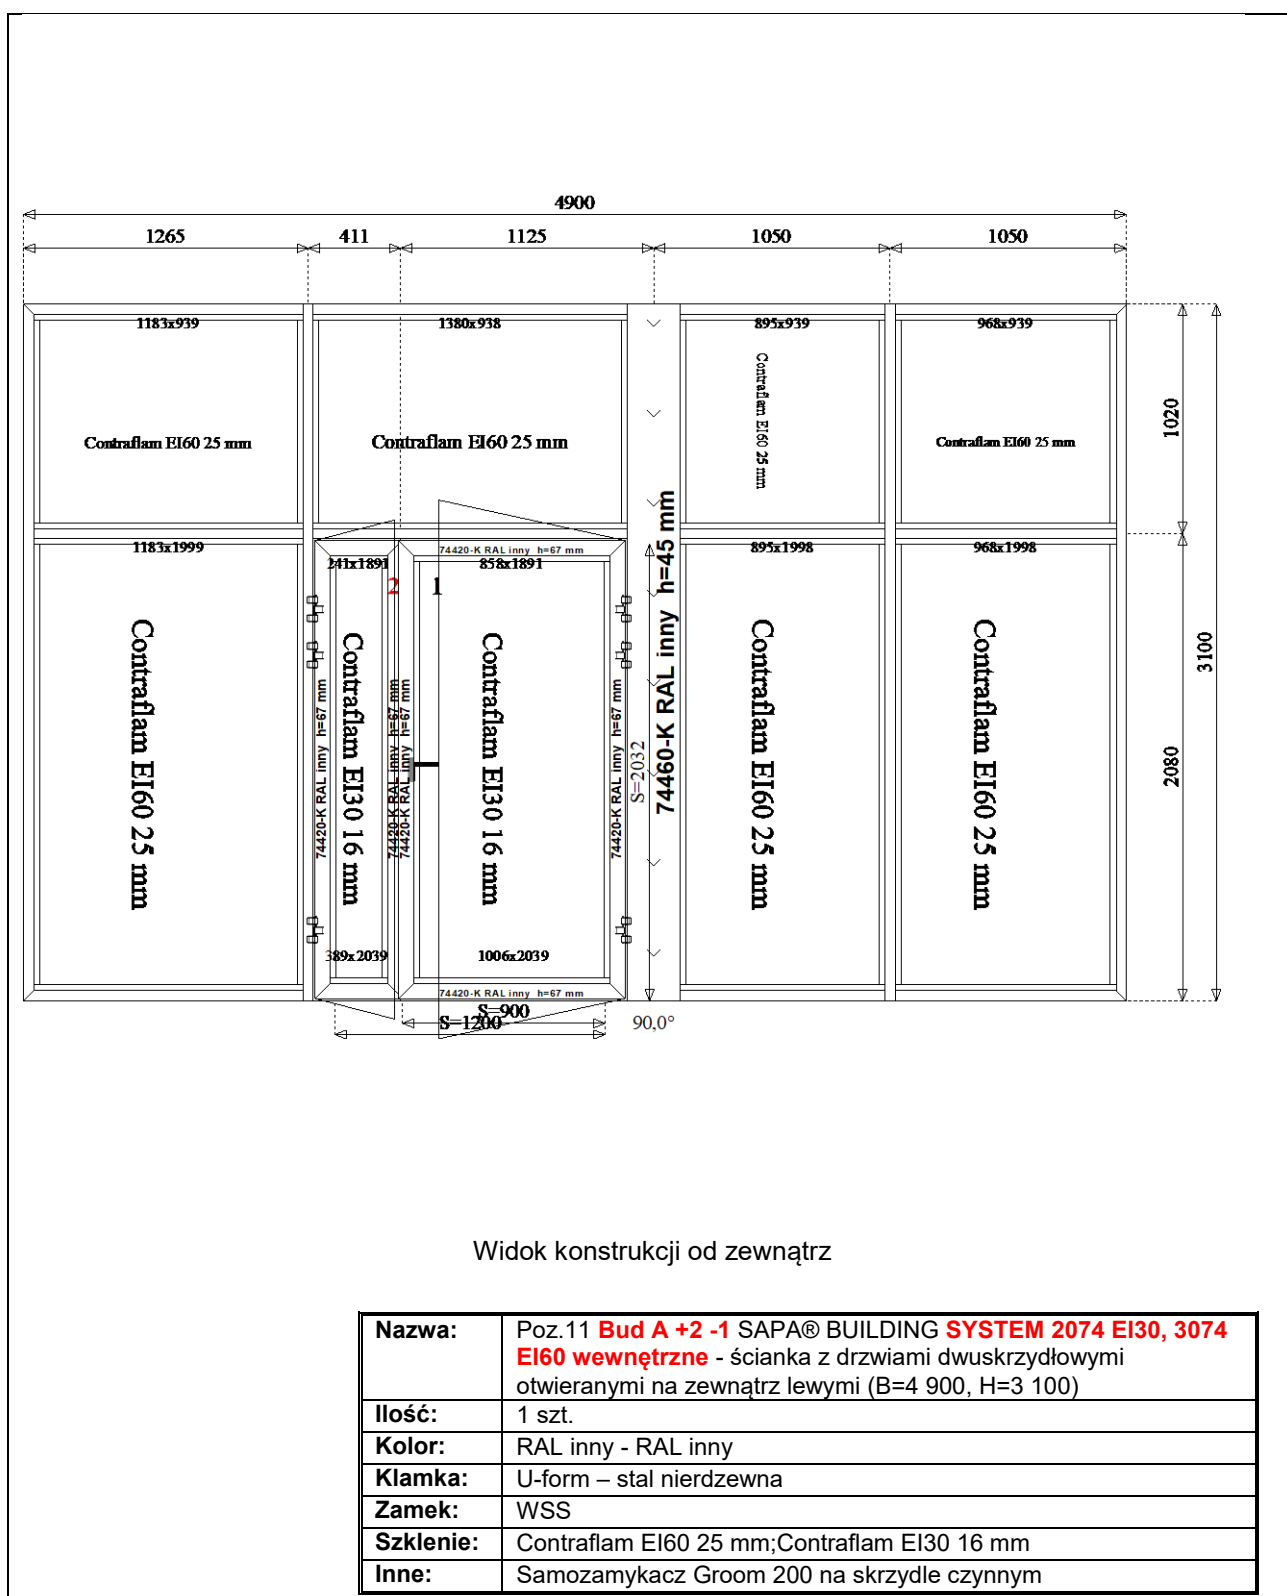 4900
1265 411 1125 1050 1050
1183x939 1380x938 895x939 968x939
Contraflam EI60 25 mm
Contraflam EI60 25 mm
Contraflam EI60 25 mm
Contraflam EI60 25 mm
1020
1183x1999 74420-K RAL inny h=67 mm 895x1998 968x1998
241x1891 858x1891
2 1
Contraflam EI60 25 mm
74420-K RAL inny h=67 mm
Contraflam EI30 16 mm
74420-K RAL inny h=67 mm
74420-K RAL inny h=67 mm
Contraflam EI30 16 mm
74420-K RAL inny h=67 mm
S=2032
74460-K RAL inny h=45 mm
Contraflam EI60 25 mm
Contraflam EI60 25 mm
2080
3100
389x2039 1006x2039
74420-K RAL inny h=67 mm
S=900
S=1200 90,0°
Widok konstrukcji od zewnątrz
Nazwa: Poz.11 Bud A +2 -1 SAPA® BUILDING SYSTEM 2074 EI30, 3074
EI60 wewnętrzne - ścianka z drzwiami dwuskrzydłowymi
otwieranymi na zewnątrz lewymi (B=4 900, H=3 100)
Ilość: 1 szt.
Kolor: RAL inny - RAL inny
Klamka: U-form – stal nierdzewna
Zamek: WSS
Szklenie: Contraflam EI60 25 mm;Contraflam EI30 16 mm
Inne: Samozamykacz Groom 200 na skrzydle czynnym